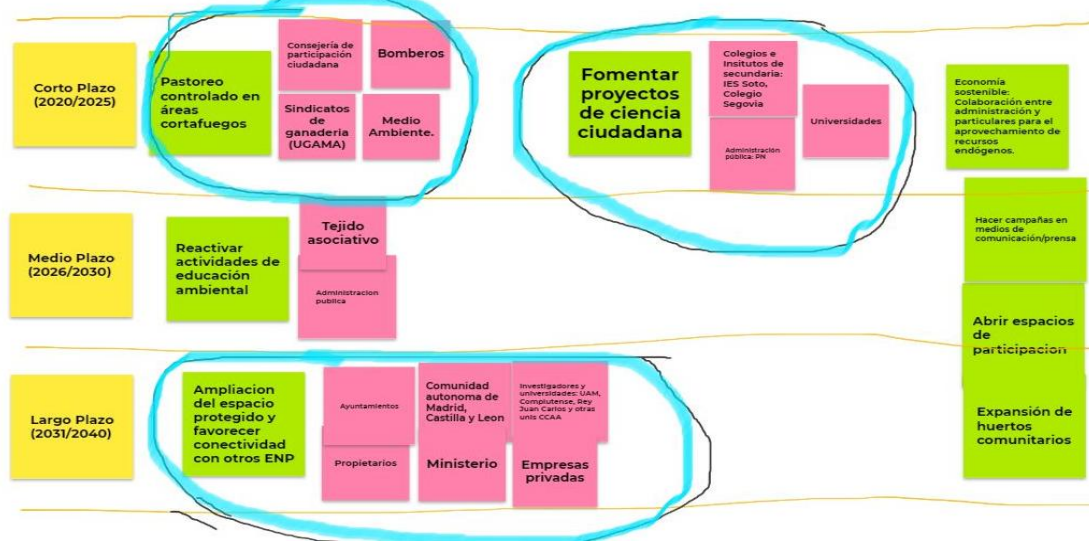 Corto Plazo
(2020/2025)
Pastoreo
controlado en
áreas
cortafuegos
Consejería de
participación
ciudadana
Bomberos
Sindicatos
de
ganaderia
(UGAMA)
Medio
Ambiente.
Fomentar
proyectos
de ciencia
ciudadana
Colegios e
Insitutos de
secundaria:
IES Soto,
Colegio
Segovia
Administración
pública: PN
Universidades
Economía
sostenible:
Colaboración entre
administración y
particulares para el
aprovechamiento de
recursos
endógenos.
Medio Plazo
(2026/2030)
Reactivar
actividades de
educación
ambiental
Tejido
asociativo
Administracion
publica
Hacer campañas en
medios de
comunicación/prensa
Abrir espacios
de
participacion
Largo Plazo
(2031/2040)
Ampliacion
del espacio
protegido y
favorecer
conectividad
con otros ENP
Ayuntamientos
Comunidad
autonoma de
Madrid,
Castilla y Leon
Investigadores y
universidades: UAM,
Complutense, Rey
Juan Carlos y otras
unis CCAA
Propietarios
Ministerio
Empresas
privadas
Expansión de
huertos
comunitarios